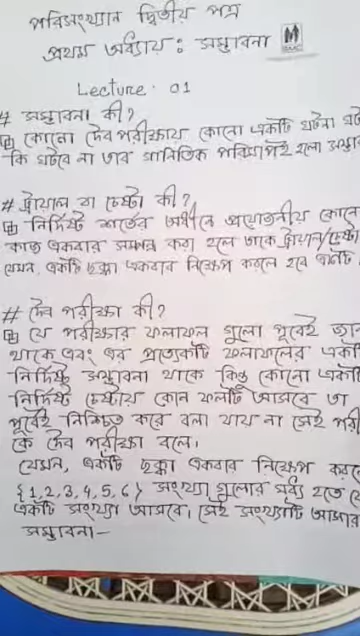 পরিসংখ্যান দ্বিতীয় পত্র
প্রথম অধ্যায় : সম্ভাবনা
Lecture - 01
# সম্ভাবনা কী?
কোনো দৈব পরীক্ষায় কোনো একটি ঘটনা ঘট
কি ঘটবে না তার গানিতিক পরিমাপই হলো সম্ভাব
# ট্রায়াল বা চেষ্টা কী?
নির্দিষ্ট শর্তের অধীনে প্রয়োজনীয় কোনো
কাজ একবার সম্পন্ন করা হলে তাকে ট্রায়াল/চেষ্টা
যেমন, একটি ছক্কা একবার নিক্ষেপ করলে হবে
# দৈব পরীক্ষা কী?
যে পরীক্ষার ফলাফল গুলো পূর্বেই জা
থাকে এবং এর প্রত্যেকটি ফলাফলের একটি
নির্দিষ্ট সম্ভাবনা থাকে কিন্তু কোনো একটি
নির্দিষ্ট চেষ্টায় কোন ফলটি আসবে তা
পূর্বেই নিশ্চিত করে বলা যায় না সেই পরী
কে দৈব পরীক্ষা বলে।
যেমন, একটি ছক্কা একবার নিক্ষেপ করলে
{1,2,3,4,5,6} সংখ্যা গুলোর মধ্য হতে
একটি সংখ্যা আসবে। সেই সংখ্যাটি আসার
সম্ভাবনা—